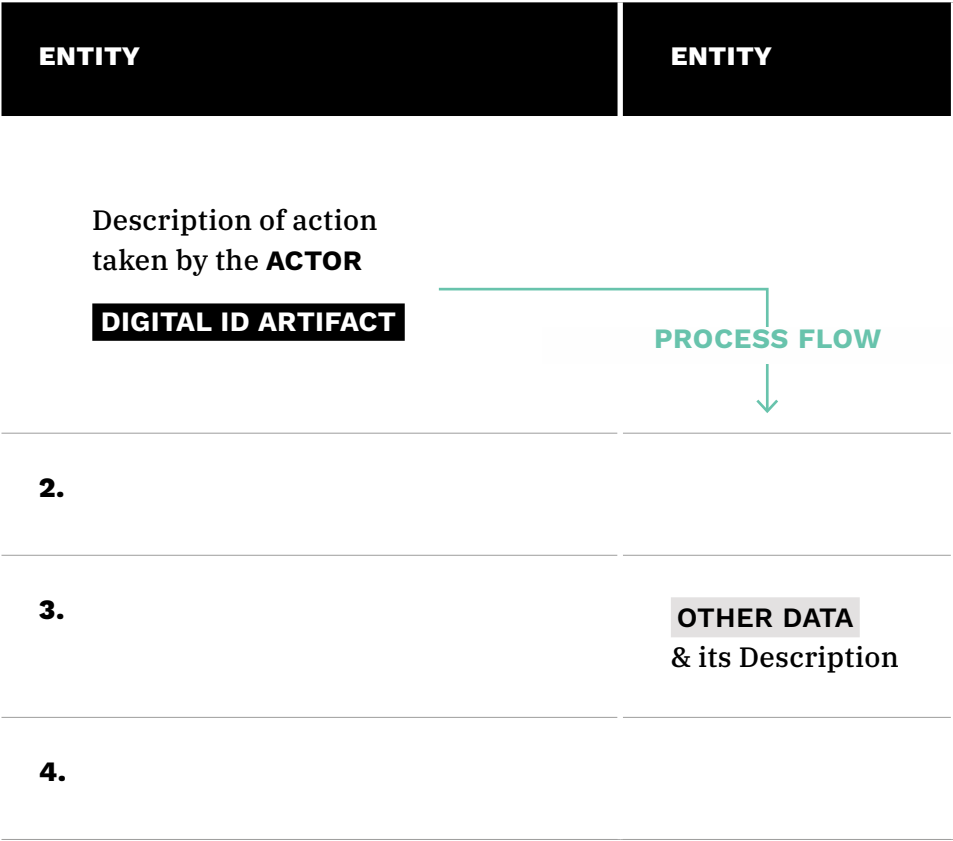 ENTITY
ENTITY
Description of action
taken by the ACTOR
DIGITAL ID ARTIFACT
PROCESS FLOW
2.
3.
OTHER DATA
& its Description
4.